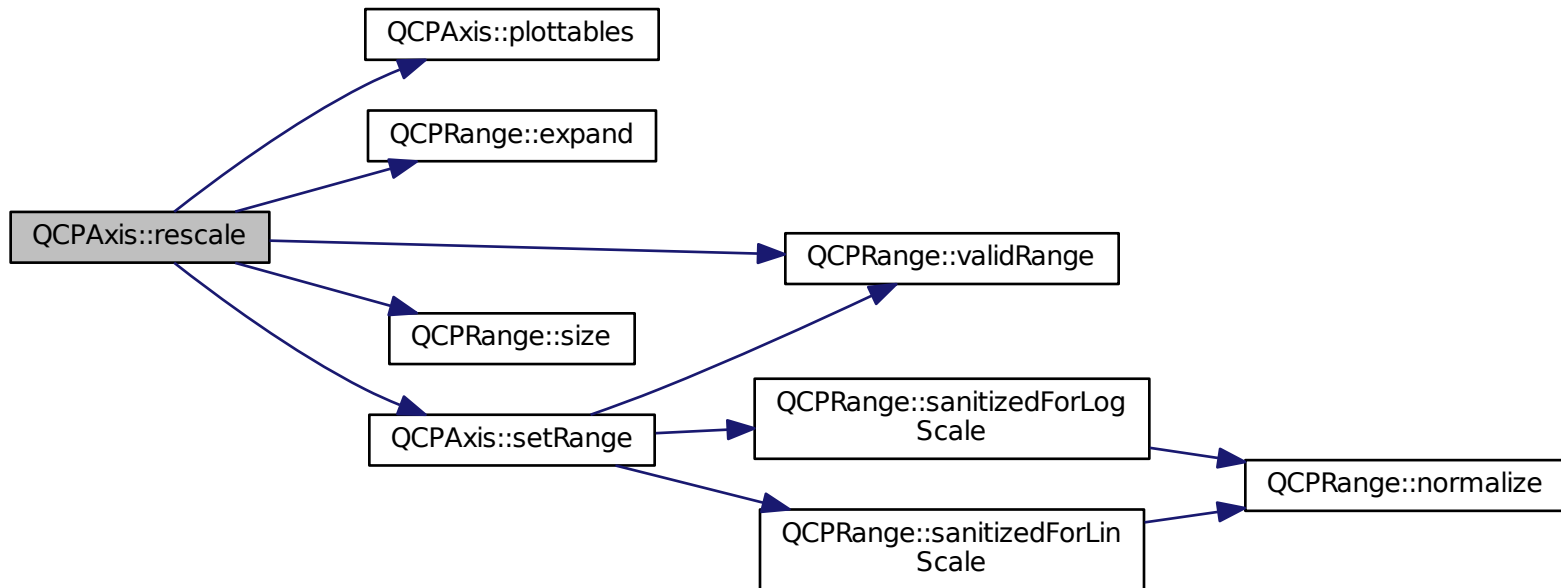 QCPAxis::plottables
QCPRange::expand
QCPAxis::rescale
QCPRange::validRange
QCPRange::size
QCPAxis::setRange
QCPRange::sanitizedForLog
Scale
QCPRange::normalize
QCPRange::sanitizedForLin
Scale